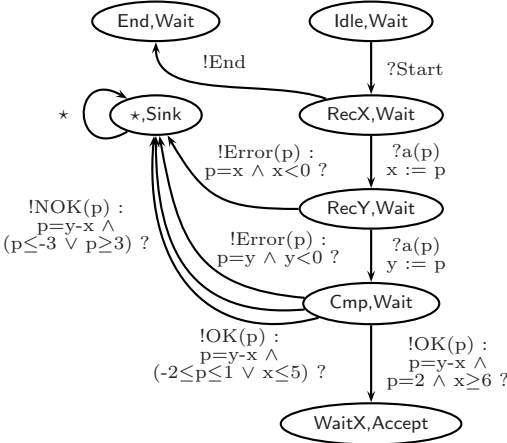 End,Wait
Idle,Wait
!End
?Start
⋆
⋆,Sink
RecX,Wait
!Error(p) :
p=x ∧ x<0 ?
?a(p)
x := p
RecY,Wait
!NOK(p) :
p=y-x ∧
(p≤-3 ∨ p≥3) ?
!Error(p) :
p=y ∧ y<0 ?
?a(p)
y := p
Cmp,Wait
!OK(p) :
p=y-x ∧
(-2≤p≤1 ∨ x≤5) ?
!OK(p) :
p=y-x ∧
p=2 ∧ x≥6 ?
WaitX,Accept